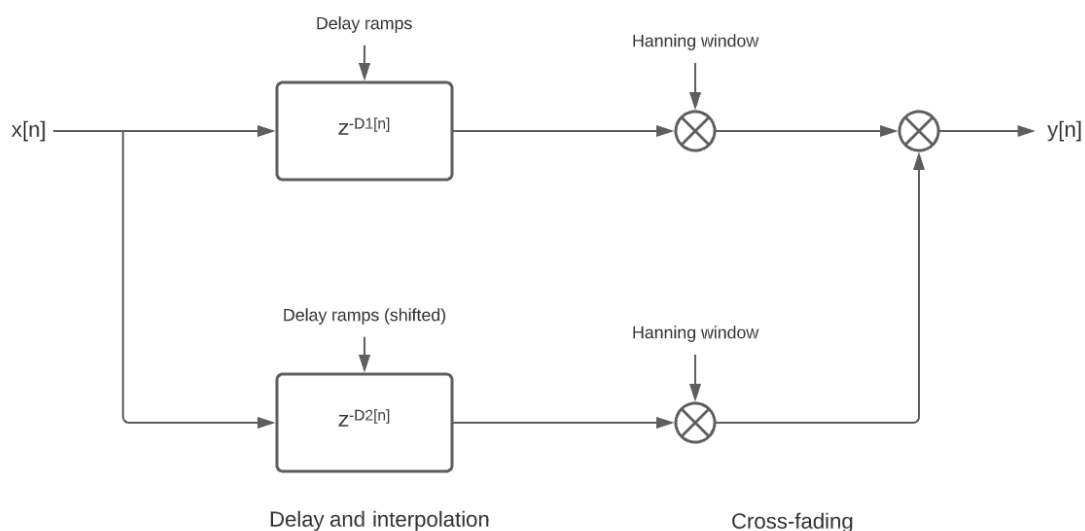 Delay ramps
Hanning window
x[n]
z-D1[n]
y[n]
Delay ramps (shifted)
Hanning window
z-D2[n]
Delay and interpolation
Cross-fading